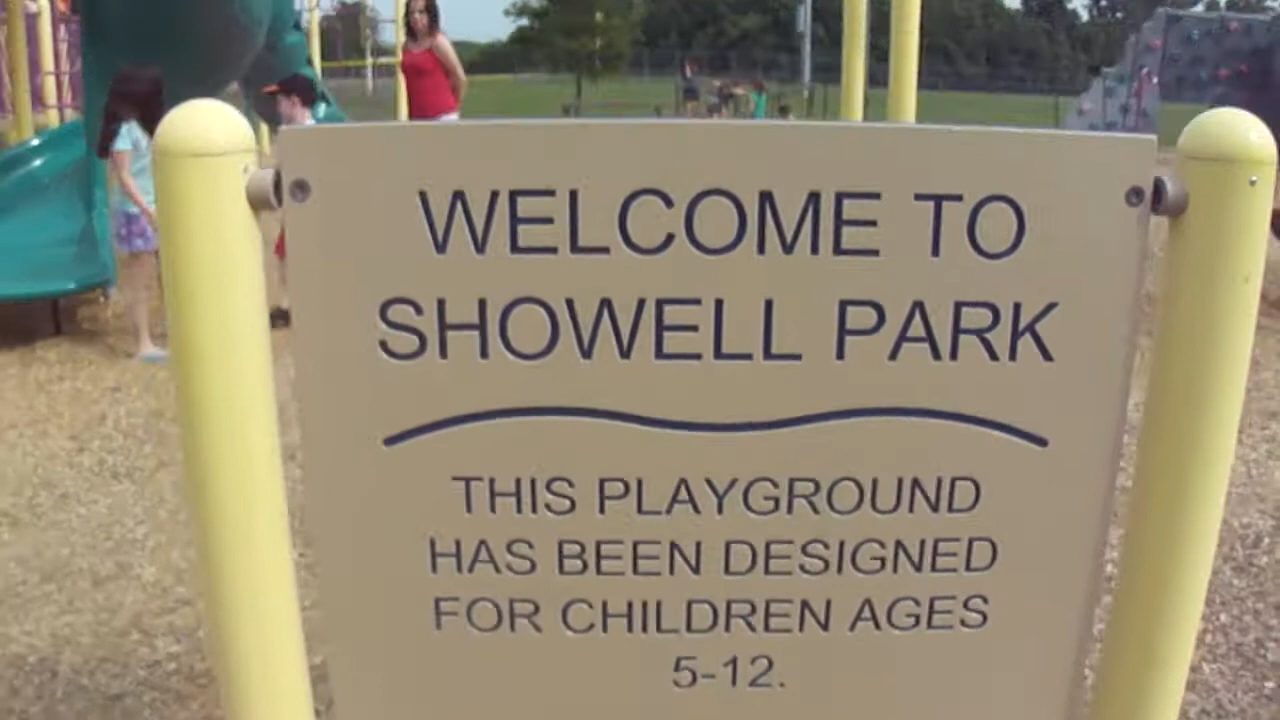 WELCOME TO
SHOWELL PARK
THIS PLAYGROUND
HAS BEEN DESIGNED
FOR CHILDREN AGES
5-12.